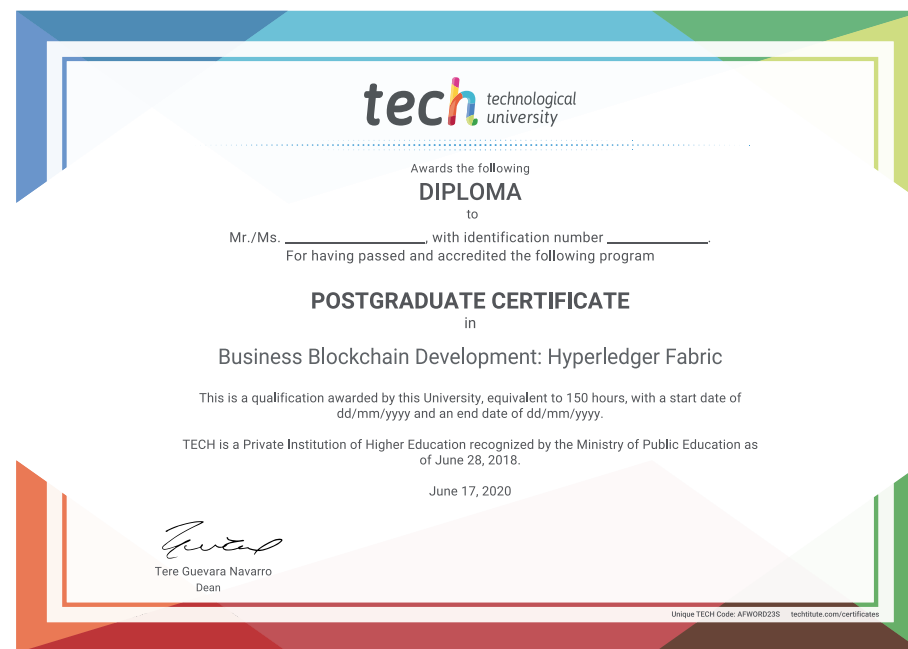 tech technological
university
Awards the following
DIPLOMA
to
Mr./Ms. ____________, with identification number ____________.
For having passed and accredited the following program
POSTGRADUATE CERTIFICATE
in
Business Blockchain Development: Hyperledger Fabric
This is a qualification awarded by this University, equivalent to 150 hours, with a start date of
dd/mm/yyyy and an end date of dd/mm/yyyy.
TECH is a Private Institution of Higher Education recognized by the Ministry of Public Education as
of June 28, 2018.
June 17, 2020
Tere Guevara Navarro
Dean
Unique TECH Code: AFWORD23S techtitute.com/certificates